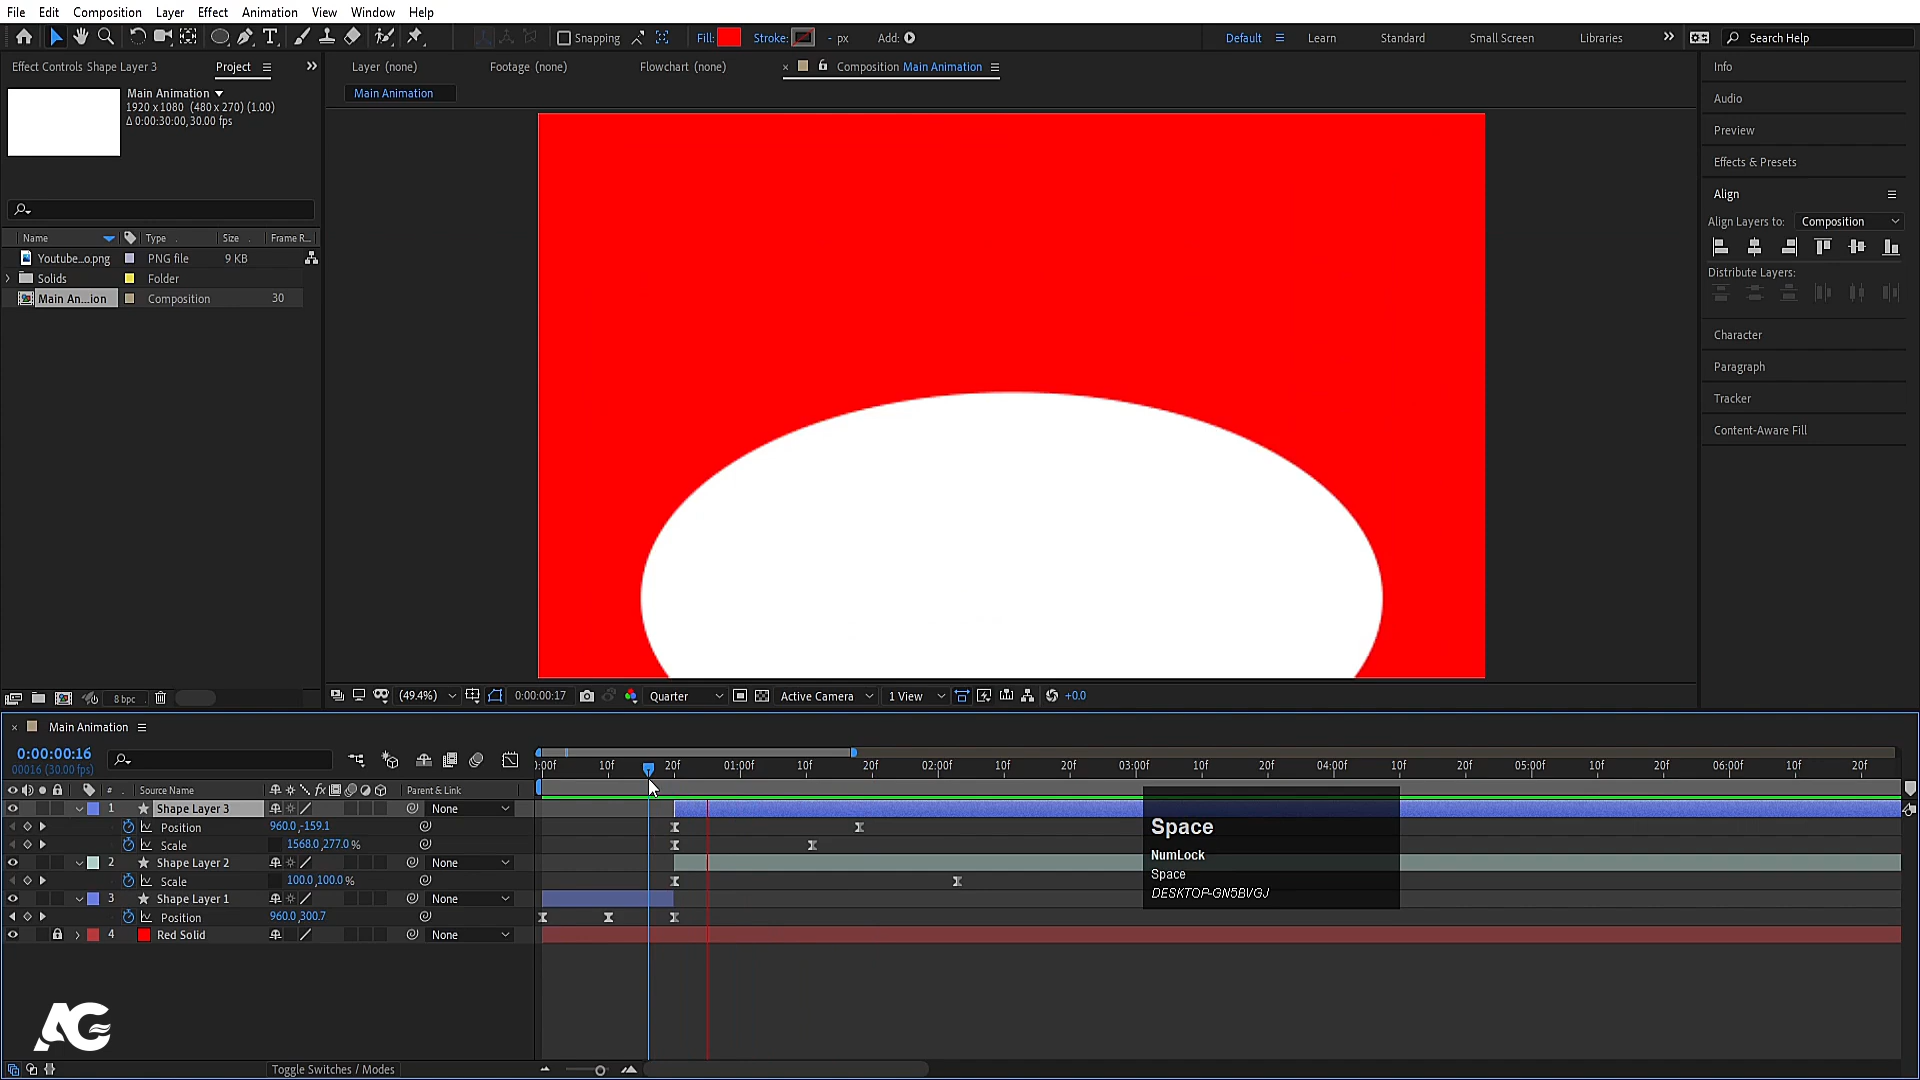 File Edit Composition Layer Effect Animation View Window Help
Snapping Fill: Stroke: - px Add: Default Learn Standard Small Screen Libraries Search Help
Effect Controls Shape Layer 3 Project
Layer (none) Footage (none) Flowchart (none) × Composition Main Animation
Main Animation
Main Animation
1920 x 1080 (480 x 270) (1.00)
Δ 0:00:30:00, 30.00 fps
Name Type Size Frame R...
Youtube...o.png PNG file 9 KB
Solids Folder
Main An...ion Composition 30
Info
Audio
Preview
Effects & Presets
Align
Align Layers to: Composition
Distribute Layers:
Character
Paragraph
Tracker
Content-Aware Fill
8 bpc (49.4%) 0:00:00:17 Quarter Active Camera 1 View +0.0
× Main Animation
0:00:00:16
00016 (30.00 fps)
):00f 10f 20f 01:00f 10f 20f 02:00f 10f 20f 03:00f 10f 20f 04:00f 10f 20f 05:00f 10f 20f 06:00f 10f 20f
# Source Name fx Parent & Link
1 Shape Layer 3 None
Position 960.0,-159.1
Scale 1568.0,277.0 %
2 Shape Layer 2 None
Scale 100.0,100.0 %
3 Shape Layer 1 None
Position 960.0,300.7
4 Red Solid None
Space
NumLock
Space
DESKTOP-GN5BVGJ
AG
Toggle Switches / Modes